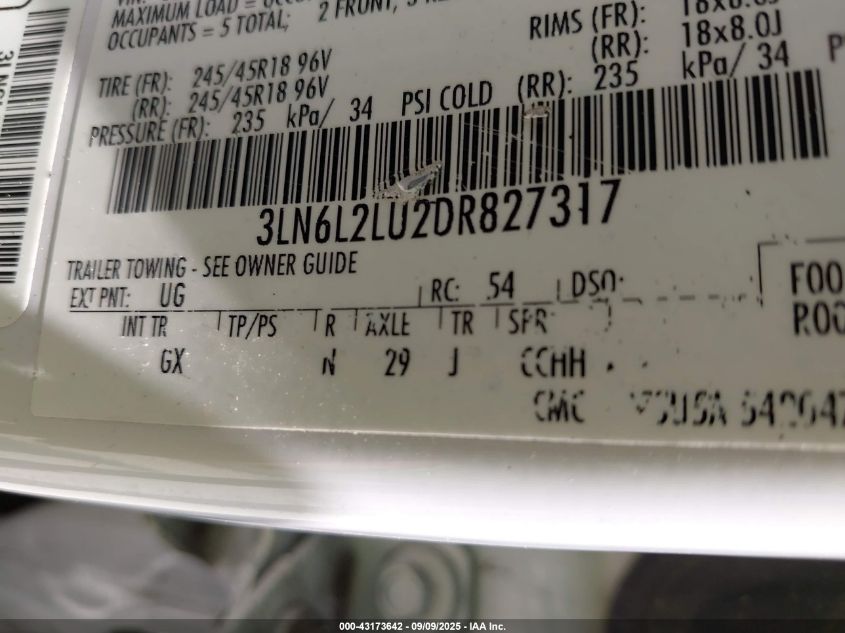 MAXIMUM LOAD = 
OCCUPANTS = 5 TOTAL; 2 FRONT,
RIMS (FR): 18x8.0J
(RR): 18x8.0J
TIRE (FR): 245/45R18 96V
(RR): 245/45R18 96V
PRESSURE (FR): 235 kPa/ 34 PSI COLD (RR): 235 kPa/ 34
3LN6L2LU2DR827317
TRAILER TOWING - SEE OWNER GUIDE
EXT PNT: UG RC: 54 DSO:
INT TR TP/PS R AXLE TR SPR
GX N 29 J CCHH
CMC
000-43173642 - 09/09/2025 - IAA Inc.